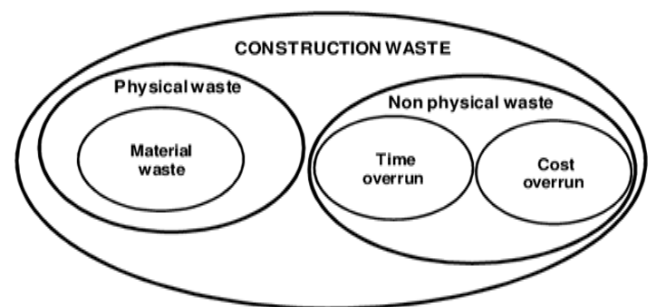 CONSTRUCTION WASTE
Physical waste
Non physical waste
Material
waste
Time
overrun
Cost
overrun